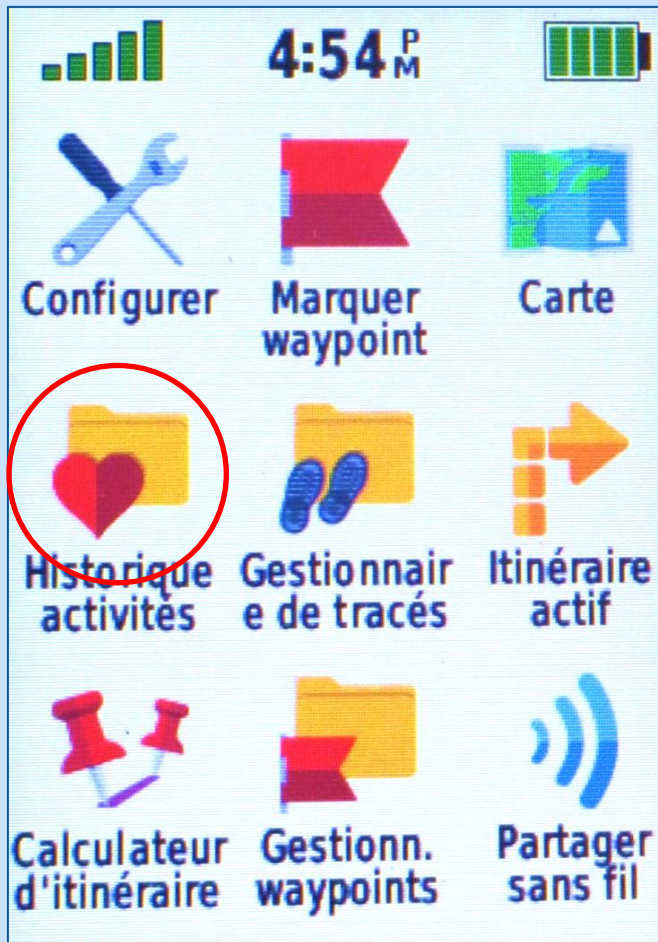 4:54 PM
Configurer
Marquer
waypoint
Carte
Historique
activités
Gestionnair
e de tracés
Itinéraire
actif
Calculateur
d'itinéraire
Gestionn.
waypoints
Partager
sans fil